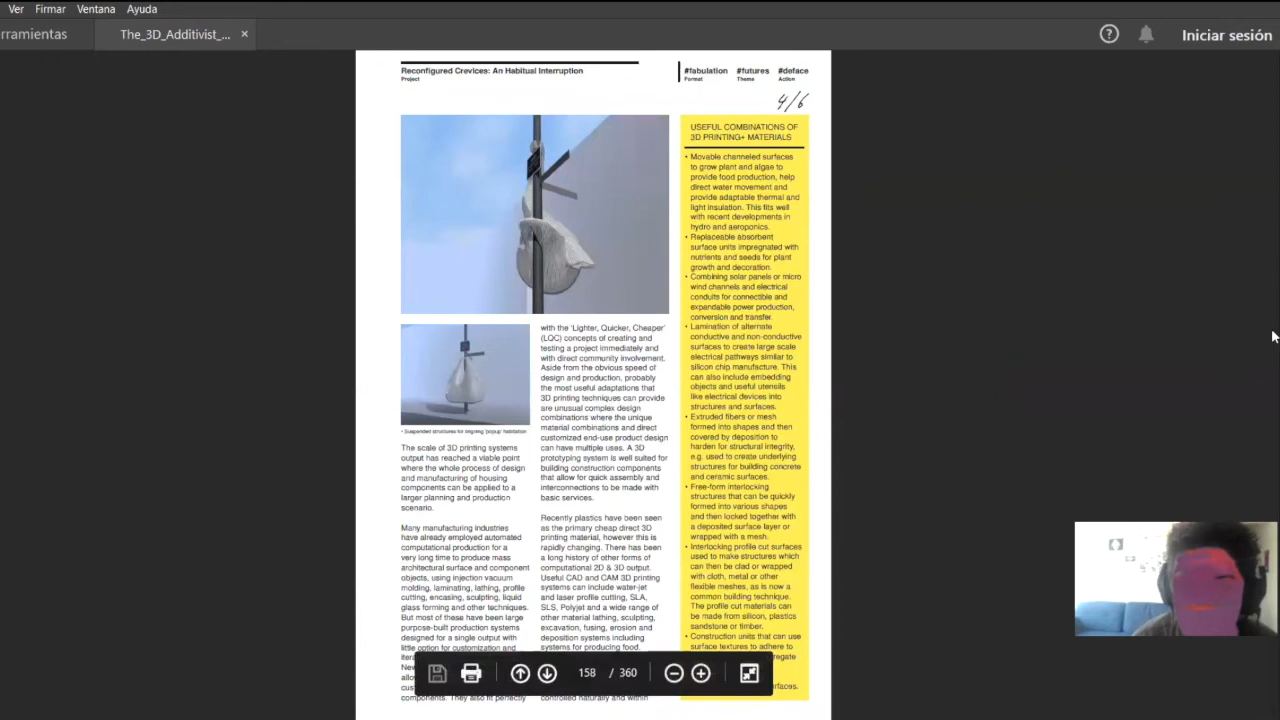 Ver Firmar Ventana Ayuda
rramientas
The_3D_Additivist_... ×
Iniciar sesión
Reconfigured Crevices: An Habitual Interruption
Project
#fabulation #futures #deface
Format Theme Action
4/6
• Suspended structures for ongoing 'popup' habitation
The scale of 3D printing systems
output has reached a viable point
where the whole process of design
and manufacturing of housing
components can be applied to a
larger planning and production
scenario.
Many manufacturing industries
have already employed automated
computational production for a
very long time to produce mass
architectural surface and component
objects, using injection vacuum
molding, laminating, lathing, profile
cutting, encasing, sculpting, liquid
glass forming and other techniques.
But most of these have been large
purpose-built production systems
designed for a single output with
little option for customization and
components. They also fit perfectly
with the 'Lighter, Quicker, Cheaper'
(LQC) concepts of creating and
testing a project immediately and
with direct community involvement.
Aside from the obvious speed of
design and production, probably
the most useful adaptations that
3D printing techniques can provide
are unusual complex design
combinations where the unique
material combinations and direct
customized end-use product design
can have multiple uses. A 3D
prototyping system is well suited for
building construction components
that allow for quick assembly and
interconnections to be made with
basic services.
Recently plastics have been seen
as the primary cheap direct 3D
printing material, however this is
rapidly changing. There has been
a long history of other forms of
computational 2D & 3D output.
Useful CAD and CAM 3D printing
systems can include water-jet
and laser profile cutting, SLA,
SLS, Polyjet and a wide range of
other material lathing, sculpting,
excavation, fusing, erosion and
deposition systems including
systems for producing food.
controlled naturally and within
USEFUL COMBINATIONS OF
3D PRINTING+ MATERIALS
• Movable channeled surfaces
to grow plant and algae to
provide food production, help
direct water movement and
provide adaptable thermal and
light insulation. This fits well
with recent developments in
hydro and aeroponics.
• Replaceable absorbent
surface units impregnated with
nutrients and seeds for plant
growth and decoration.
• Combining solar panels or micro
wind channels and electrical
conduits for connectible and
expandable power production,
conversion and transfer.
• Lamination of alternate
conductive and non-conductive
surfaces to create large scale
electrical pathways similar to
silicon chip manufacture. This
can also include embedding
objects and useful utensils
like electrical devices into
structures and surfaces.
• Extruded fibers or mesh
formed into shapes and then
covered by deposition to
harden for structural integrity,
e.g. used to create underlying
structures for building concrete
and ceramic surfaces.
• Free-form interlocking
structures that can be quickly
formed into various shapes
and then locked together with
a deposited surface layer or
wrapped with a mesh.
• Interlocking profile cut surfaces
used to make structures which
can then be clad or wrapped
with cloth, metal or other
flexible meshes, as is now a
common building technique.
The profile cut materials can
be made from silicon, plastics
sandstone or timber.
• Construction units that can use
surface textures to adhere to
158 / 360